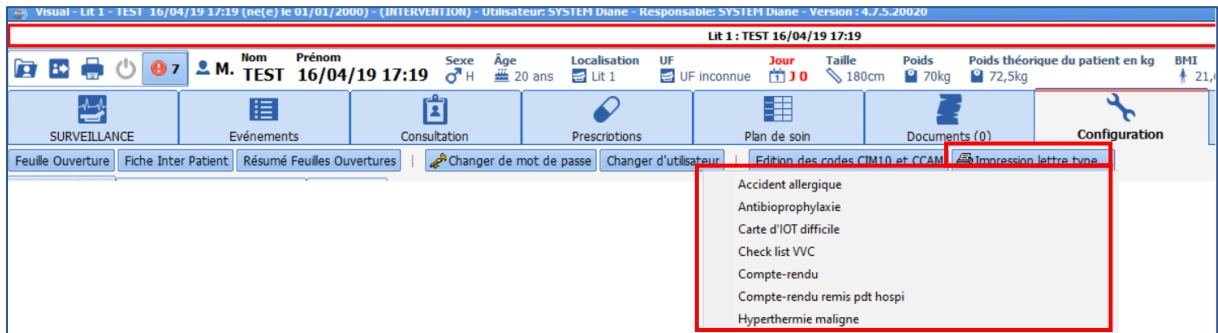 Visual - Lit 1 - TEST 16/04/19 17:19 (né(e) le 01/01/2000) - (INTERVENTION) - Utilisateur: SYSTEM Diane - Responsable: SYSTEM Diane - Version : 4.7.5.20020
Lit 1 : TEST 16/04/19 17:19
Nom Prénom Sexe Âge Localisation UF Jour Taille Poids Poids théorique du patient en kg BMI
7 M. TEST 16/04/19 17:19 H 20 ans Lit 1 UF inconnue J 0 180cm 70kg 72,5kg
SURVEILLANCE Evénements Consultation Prescriptions Plan de soin Documents (0) Configuration
Feuille Ouverture Fiche Inter Patient Résumé Feuilles Ouvertures | Changer de mot de passe Changer d'utilisateur | Edition des codes CIM10 et CCAM Impression lettre type
Accident allergique
Antibioprophylaxie
Carte d'IOT difficile
Check list VVC
Compte-rendu
Compte-rendu remis pdt hospi
Hyperthermie maligne